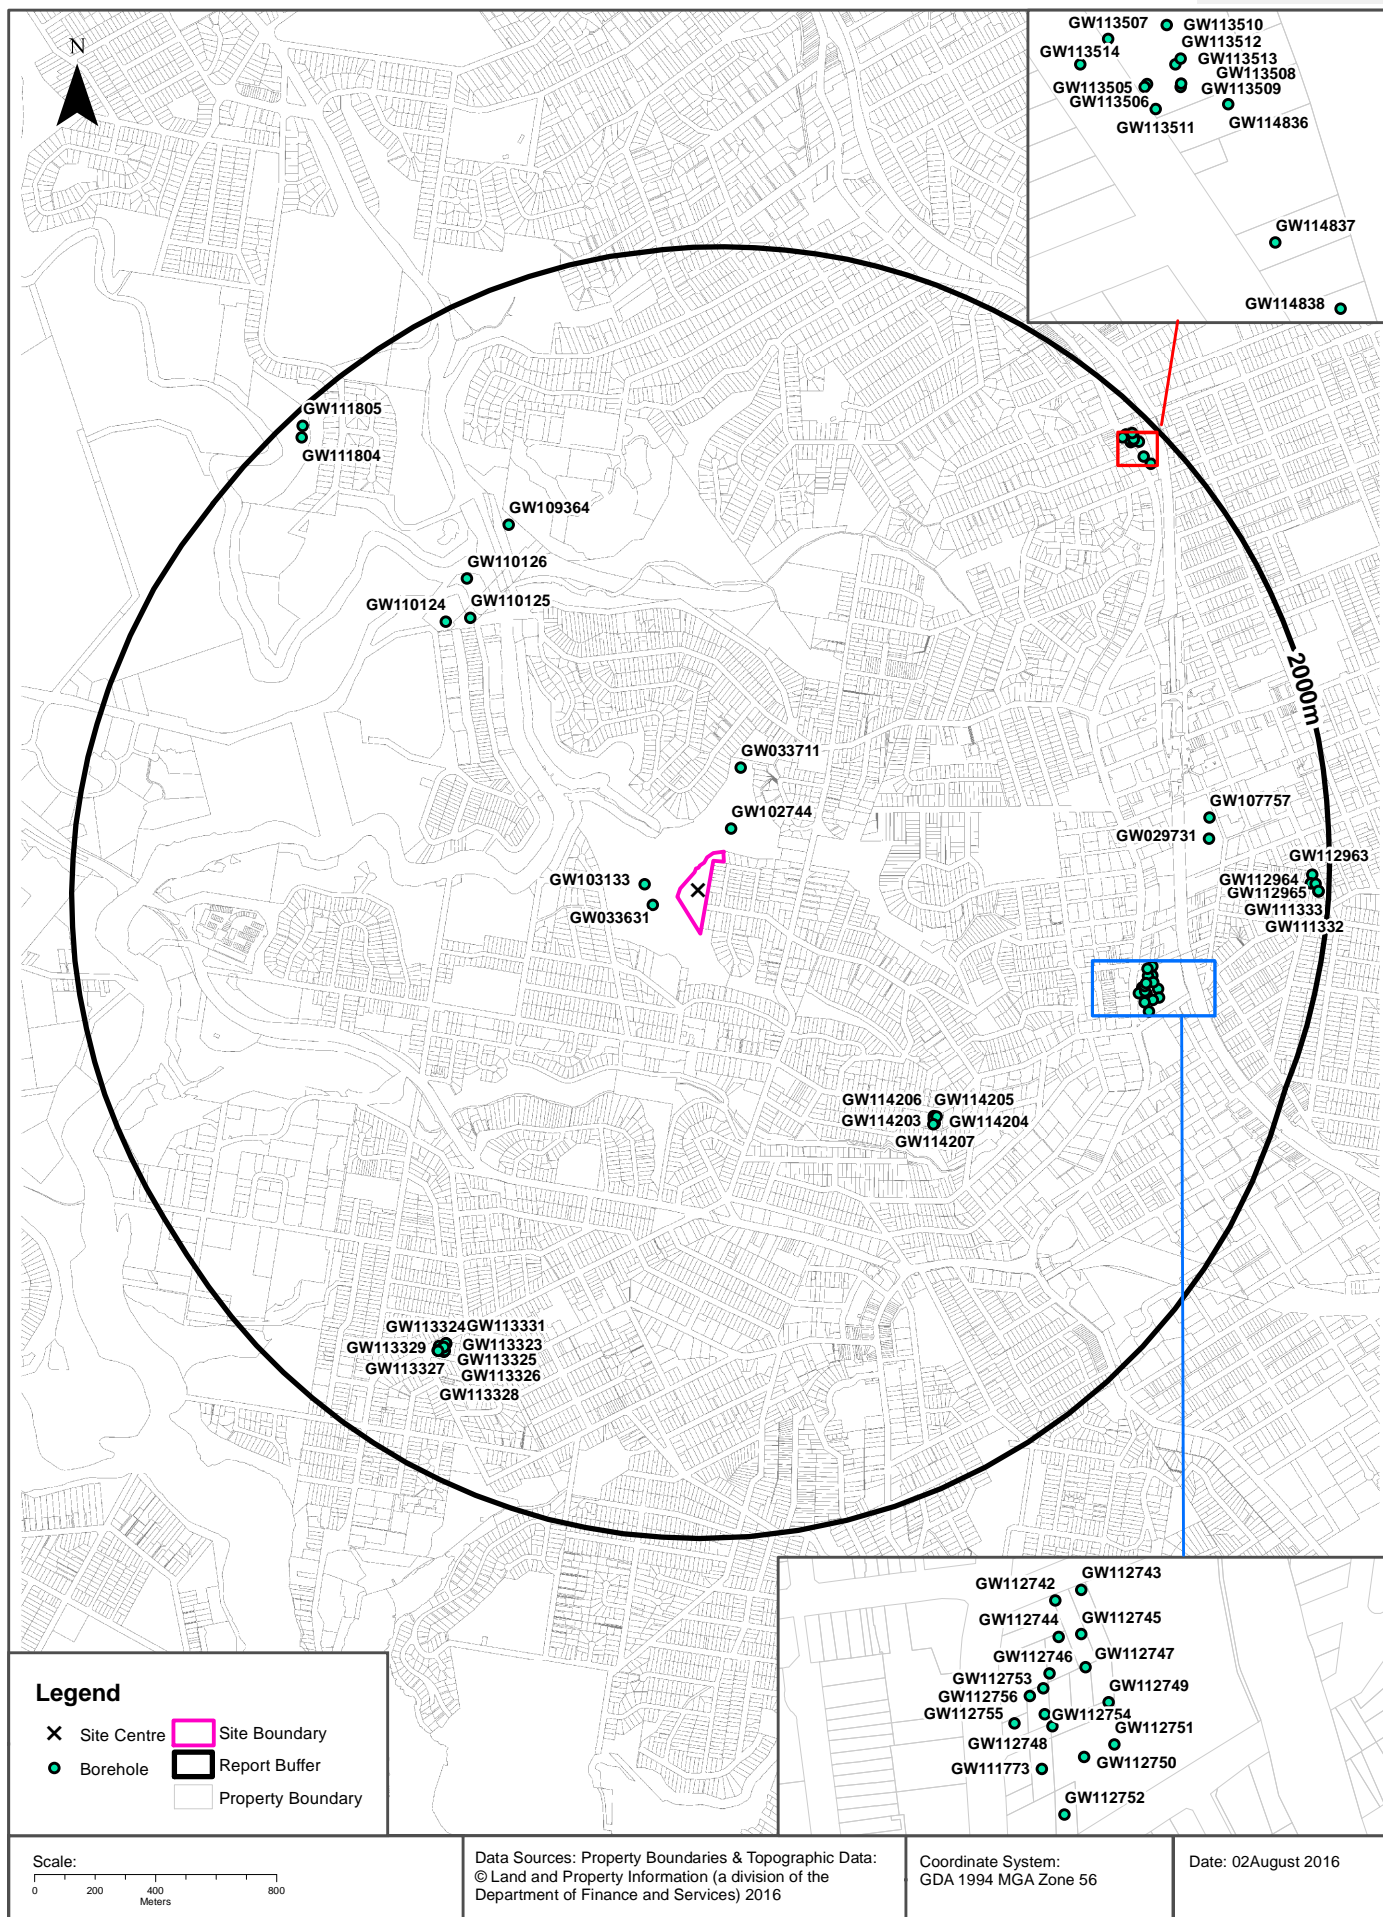 N
GW113507
GW113510
GW113512
GW113514
GW113513
GW113508
GW113505
GW113509
GW113506
GW113511
GW114836
GW114837
GW114838
GW111805
GW111804
GW109364
GW110126
GW110124
GW110125
2000m
GW033711
GW102744
GW107757
GW029731
GW103133
GW033631
GW112963
GW112964
GW112965
GW111333
GW111332
GW114206
GW114205
GW114203
GW114204
GW114207
GW113324
GW113331
GW113329
GW113323
GW113325
GW113327
GW113326
GW113328
GW112743
GW112742
GW112744
GW112745
GW112746
GW112747
GW112753
GW112756
GW112749
GW112755
GW112754
GW112751
GW112748
GW112750
GW111773
GW112752
Legend
Site Centre
Site Boundary
Borehole
Report Buffer
Property Boundary
Scale:
0 200 400 800
Meters
Data Sources: Property Boundaries & Topographic Data:
© Land and Property Information (a division of the
Department of Finance and Services) 2016
Coordinate System:
GDA 1994 MGA Zone 56
Date: 02August 2016